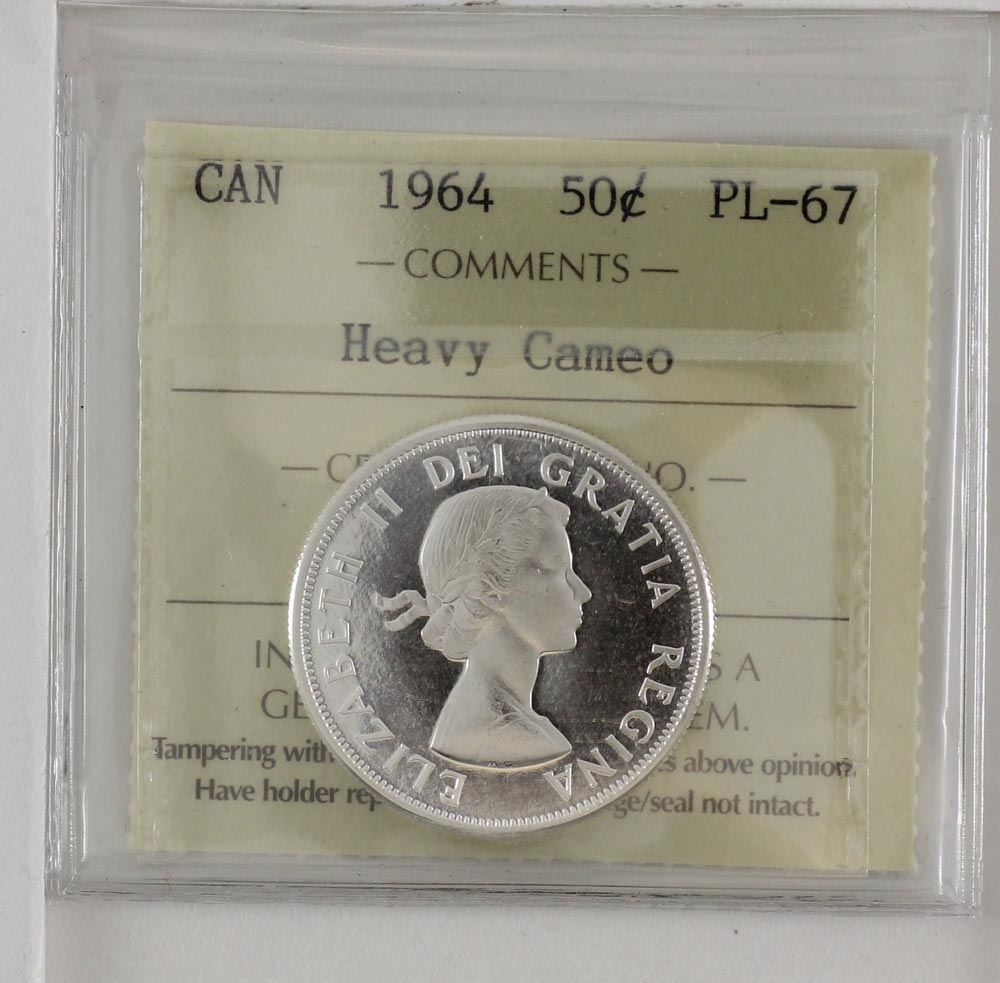 CAN 1964 50¢ PL-67
— COMMENTS —
Heavy Cameo
ELIZABETH II DEI GRATIA REGINA
Tampering with above opinion.
Have holder seal not intact.